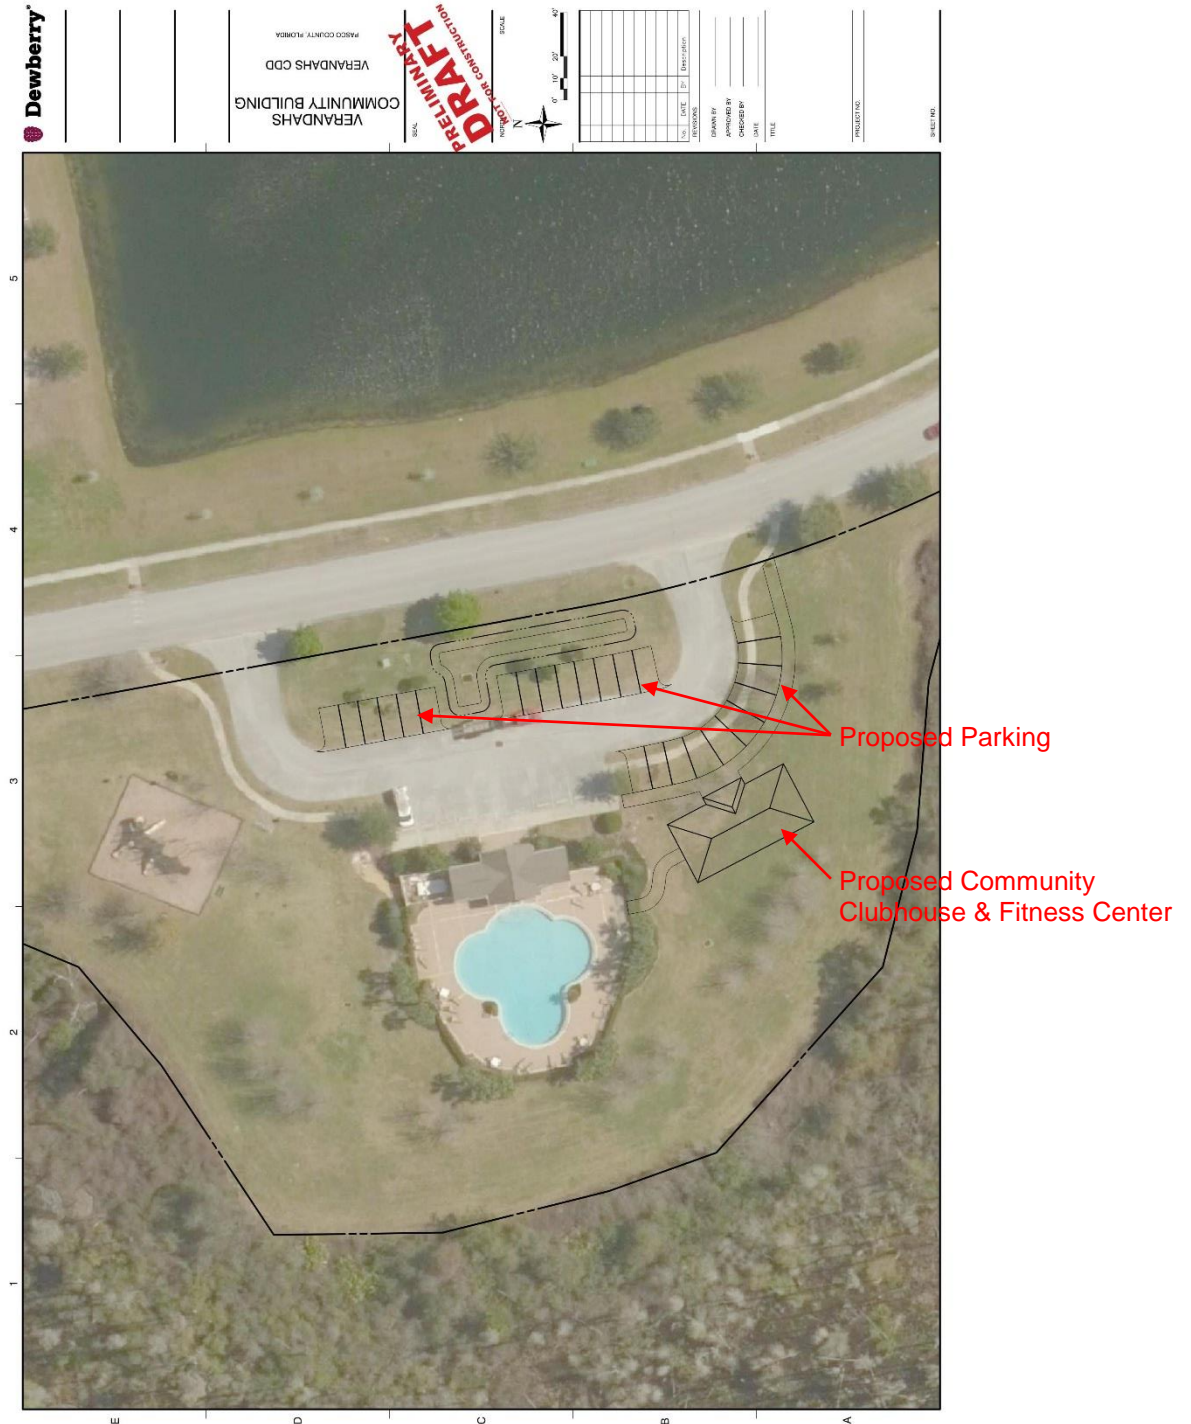 Dewberry®
PASCO COUNTY, FLORIDA
VERANDAHS CDD
VERANDAHS
COMMUNITY BUILDING
SEAL
PRELIMINARY
DRAFT
NOT FOR CONSTRUCTION
NORTH
SCALE
N
0' 10' 20' 40'
No. DATE BY Description
REVISIONS
DRAWN BY
APPROVED BY
CHECKED BY
DATE
TITLE
PROJECT NO.
SHEET NO.
5
4
3
2
1
E
D
C
B
A
Proposed Parking
Proposed Community
Clubhouse & Fitness Center